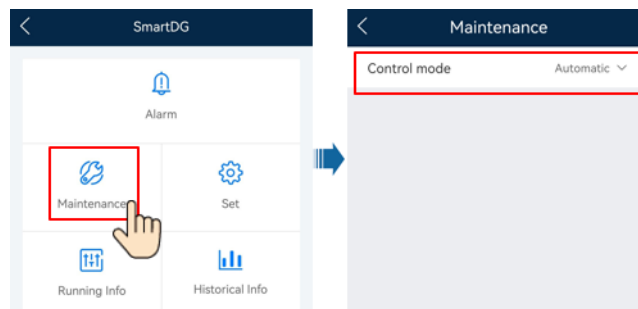 SmartDG
Alarm
Maintenance
Set
Running Info
Historical Info
Maintenance
Control mode
Automatic